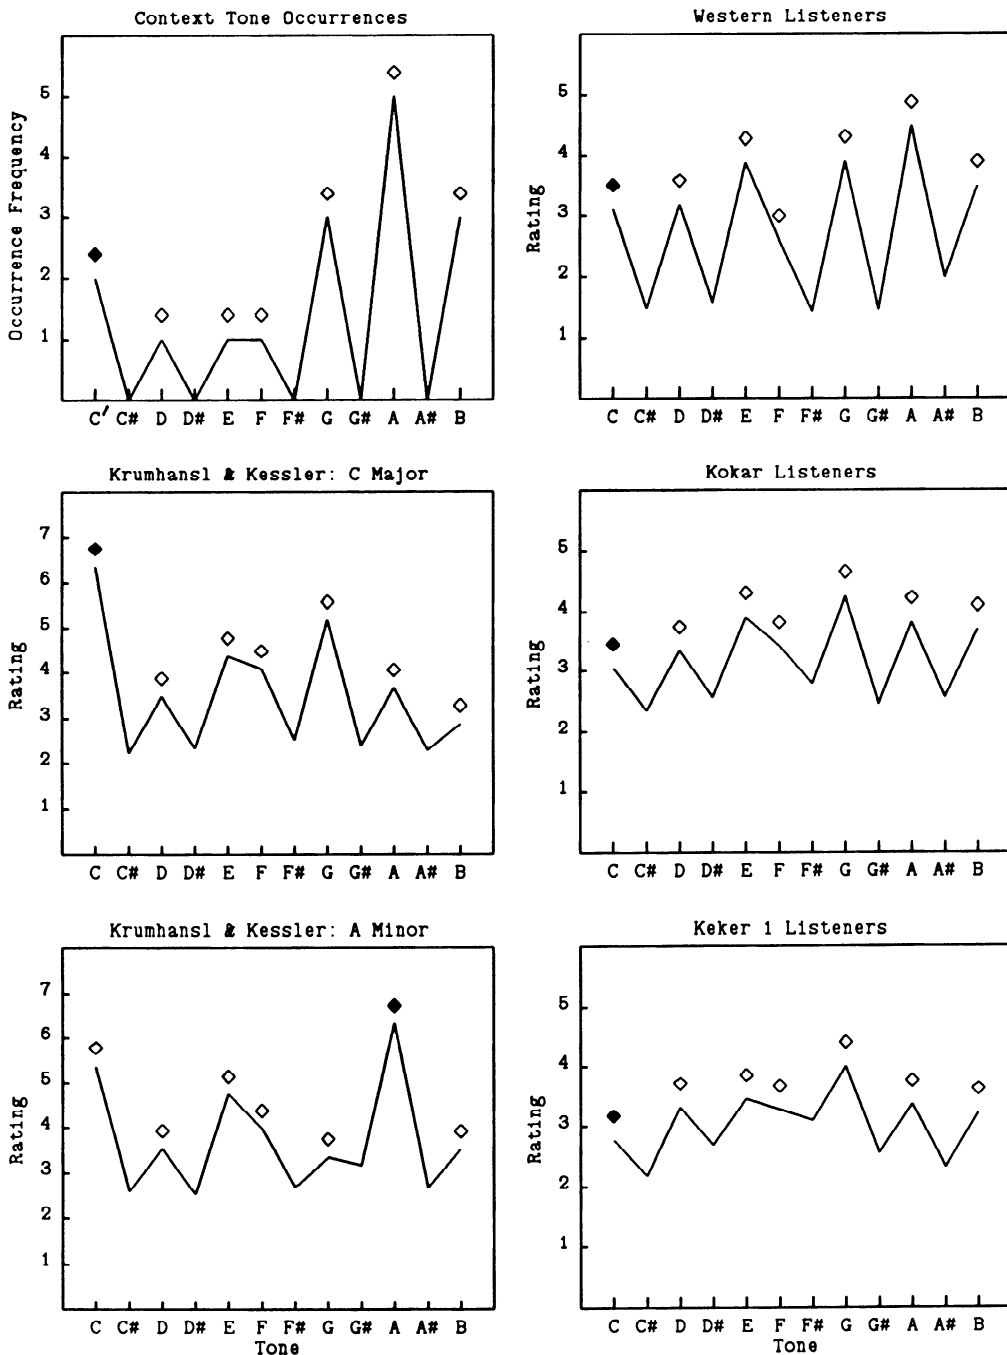 Context Tone Occurrences
Occurrence Frequency
5
4
3
2
1
C′ C# D D# E F F# G G# A A# B
Western Listeners
Rating
5
4
3
2
1
C C# D D# E F F# G G# A A# B
Krumhansl & Kessler: C Major
Rating
7
6
5
4
3
2
1
C C# D D# E F F# G G# A A# B
Kokar Listeners
Rating
5
4
3
2
1
C C# D D# E F F# G G# A A# B
Krumhansl & Kessler: A Minor
Rating
7
6
5
4
3
2
1
C C# D D# E F F# G G# A A# B
Tone
Keker 1 Listeners
Rating
5
4
3
2
1
C C# D D# E F F# G G# A A# B
Tone